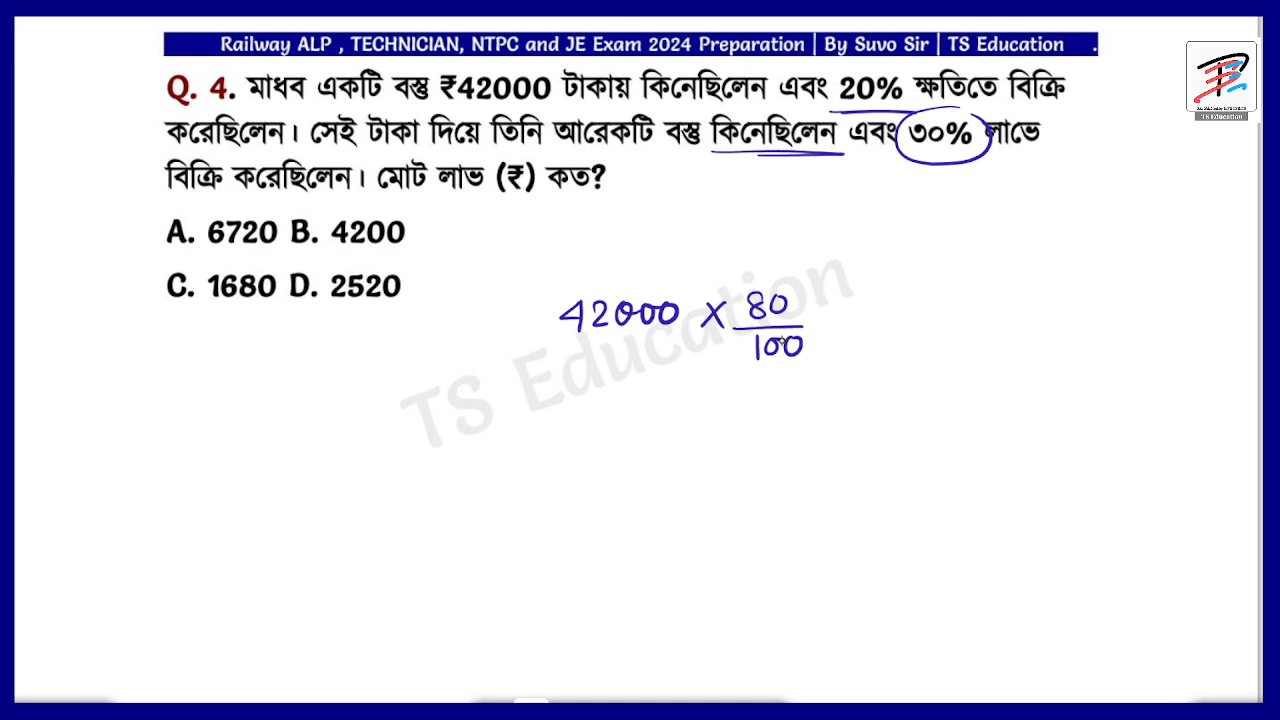 Railway ALP , TECHNICIAN, NTPC and JE Exam 2024 Preparation | By Suvo Sir | TS Education .
Q. 4. মাধব একটি বস্তু ₹42000 টাকায় কিনেছিলেন এবং 20% ক্ষতিতে বিক্রি
করেছিলেন। সেই টাকা দিয়ে তিনি আরেকটি বস্তু কিনেছিলেন এবং ৩০% লাভে
বিক্রি করেছিলেন। মোট লাভ (₹) কত?
A. 6720 B. 4200
C. 1680 D. 2520
42000 × 80
100
TS Education
TS Education